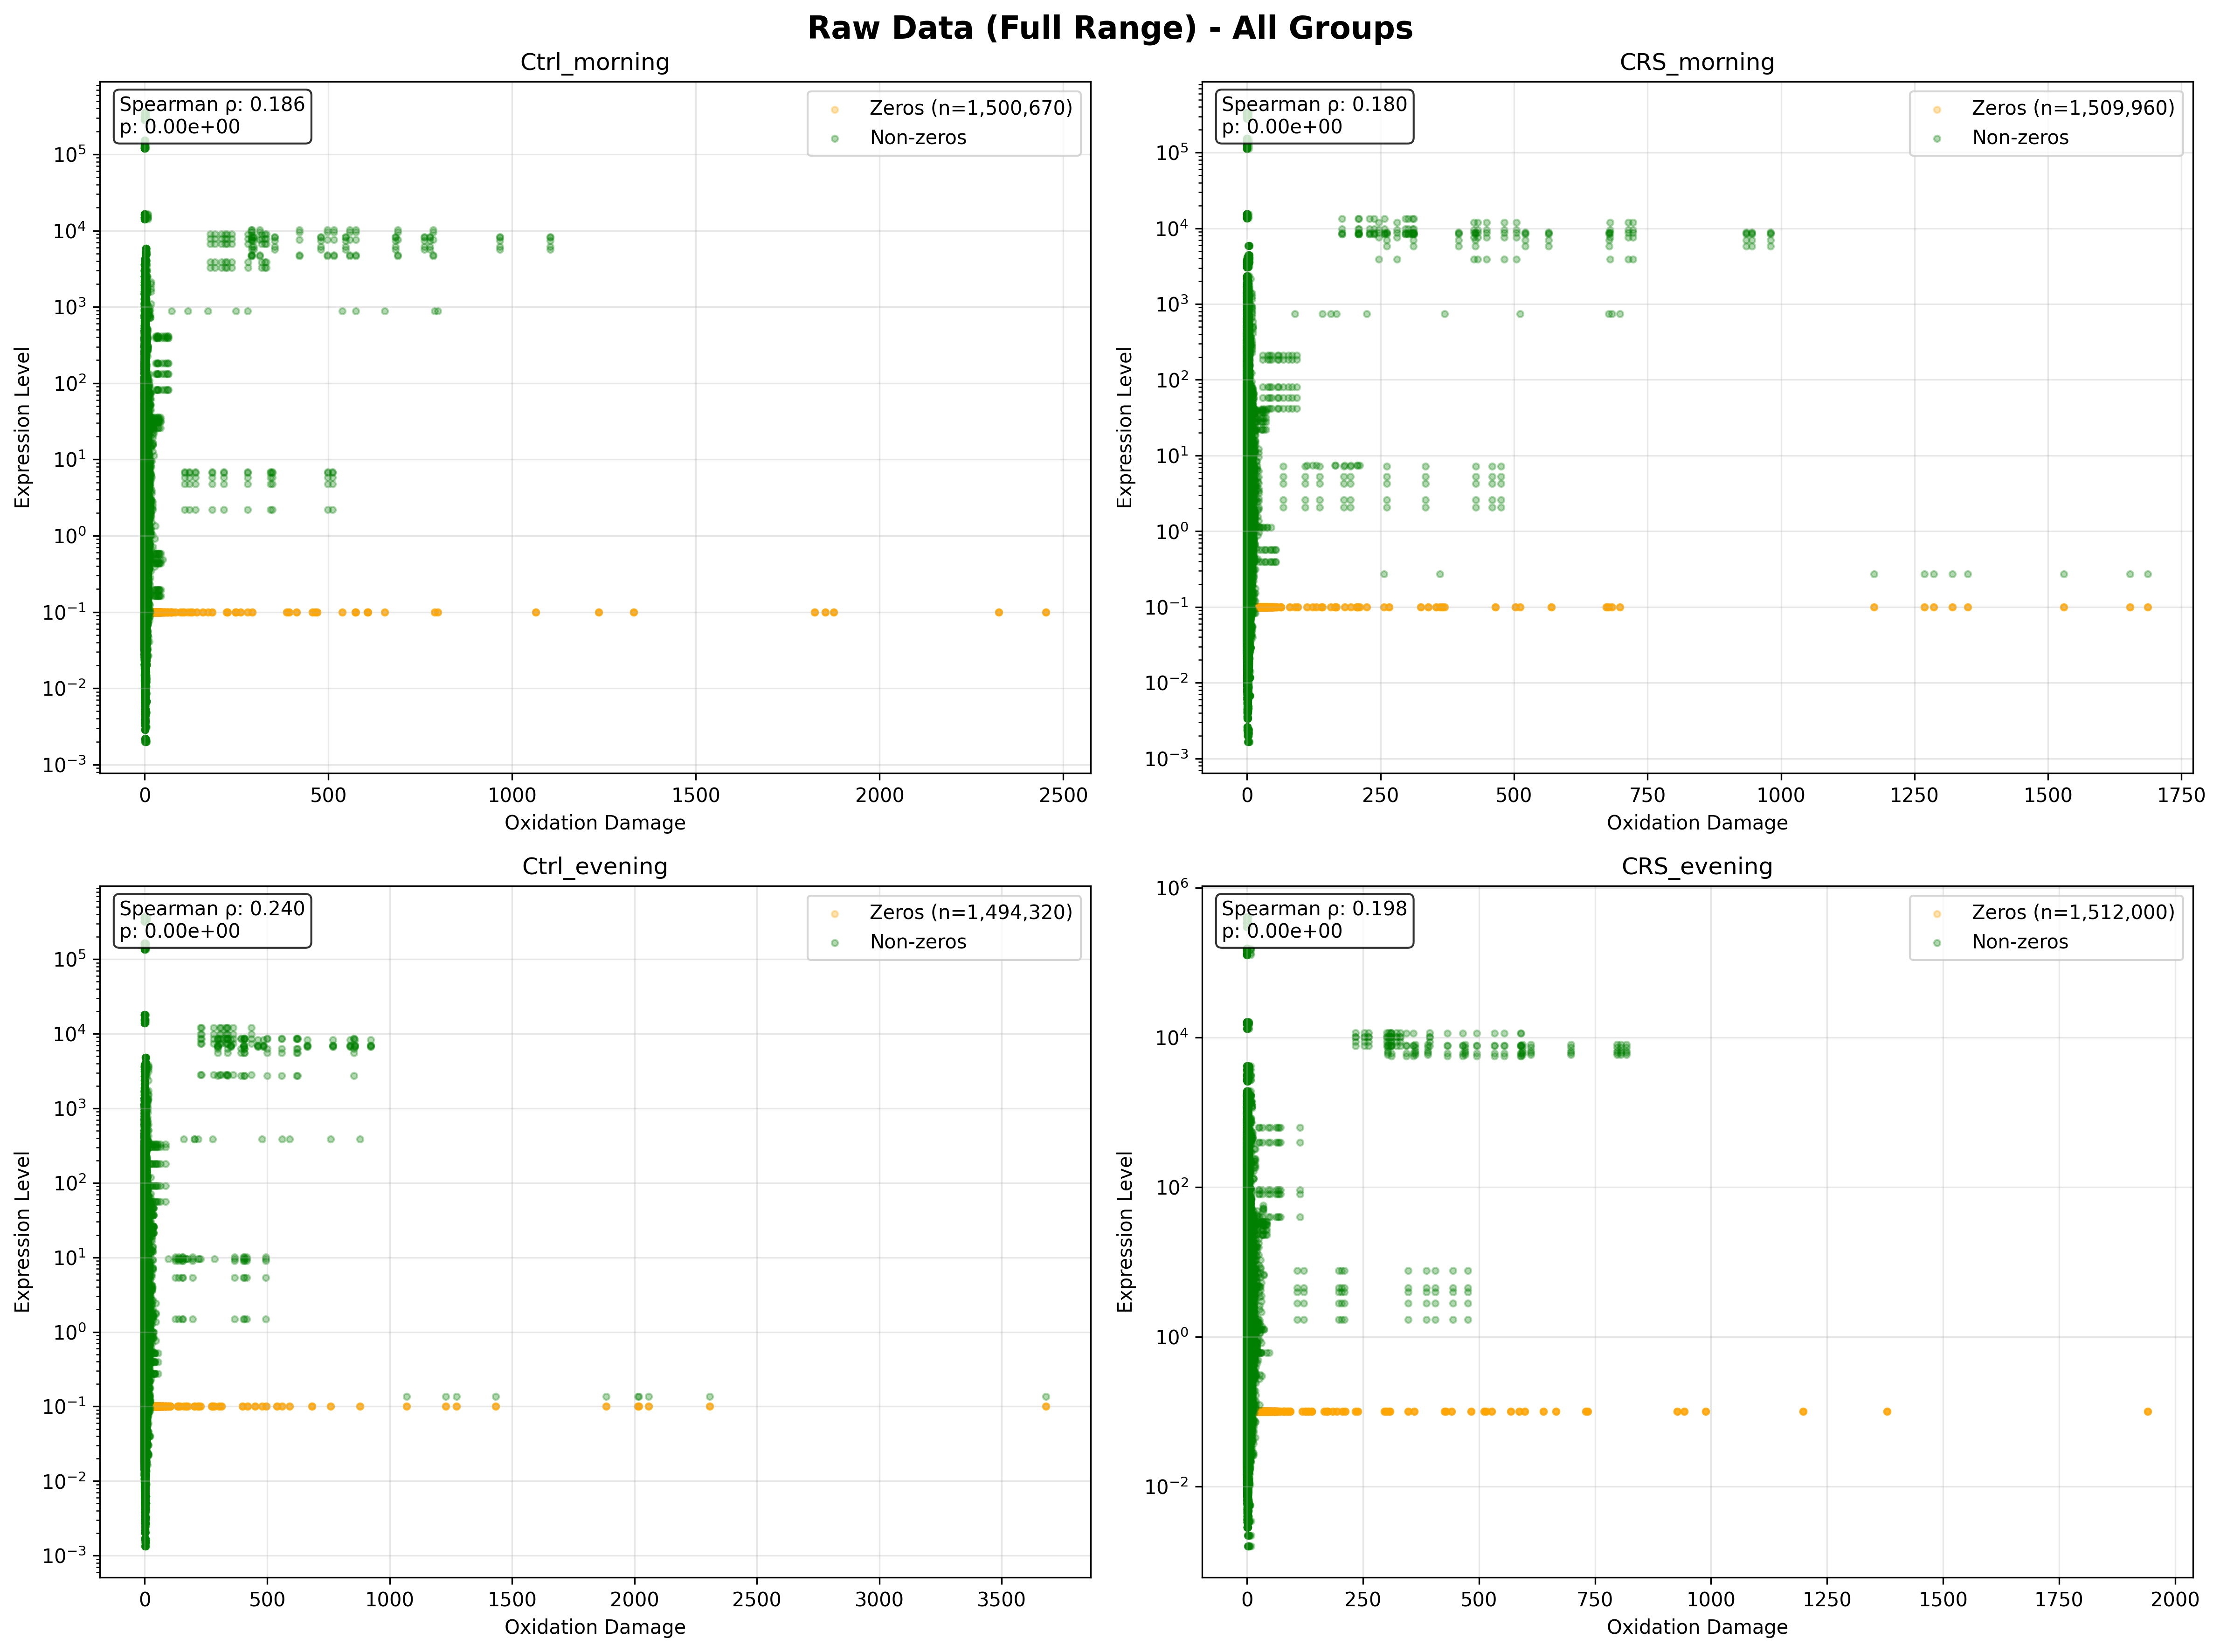 Raw Data (Full Range) - All Groups
Ctrl_morning
Spearman ρ: 0.186
p: 0.00e+00
Zeros (n=1,500,670)
Non-zeros
Expression Level
10⁵
10⁴
10³
10²
10¹
10⁰
10⁻¹
10⁻²
10⁻³
0 500 1000 1500 2000 2500
Oxidation Damage
CRS_morning
Spearman ρ: 0.180
p: 0.00e+00
Zeros (n=1,509,960)
Non-zeros
Expression Level
10⁵
10⁴
10³
10²
10¹
10⁰
10⁻¹
10⁻²
10⁻³
0 250 500 750 1000 1250 1500 1750
Oxidation Damage
Ctrl_evening
Spearman ρ: 0.240
p: 0.00e+00
Zeros (n=1,494,320)
Non-zeros
Expression Level
10⁵
10⁴
10³
10²
10¹
10⁰
10⁻¹
10⁻²
10⁻³
0 500 1000 1500 2000 2500 3000 3500
Oxidation Damage
CRS_evening
Spearman ρ: 0.198
p: 0.00e+00
Zeros (n=1,512,000)
Non-zeros
Expression Level
10⁶
10⁴
10²
10⁰
10⁻²
0 250 500 750 1000 1250 1500 1750 2000
Oxidation Damage